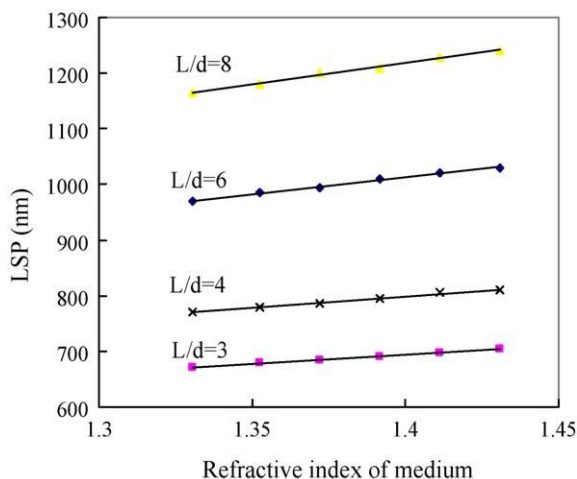 1300
1200
1100
1000
900
800
700
600
LSP (nm)
L/d=8
L/d=6
L/d=4
L/d=3
1.3
1.35
1.4
1.45
Refractive index of medium